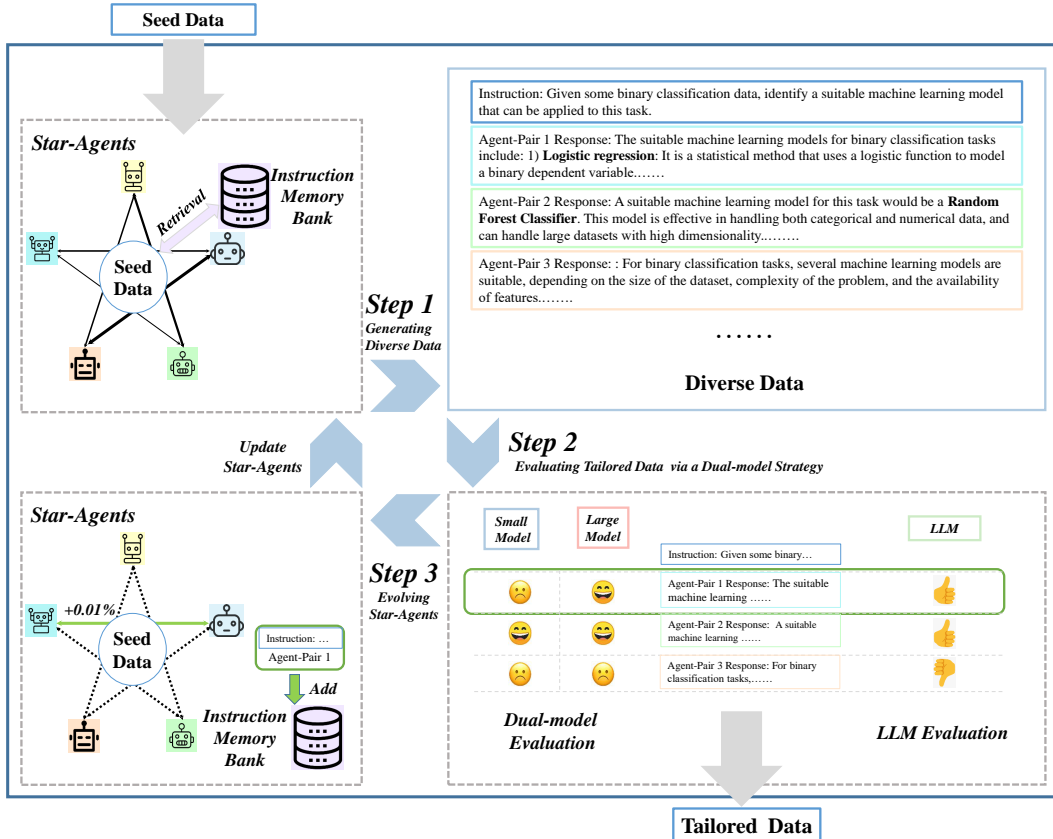 Seed Data
Star-Agents
Instruction
Memory
Bank
Retrieval
Seed
Data
Step 1
Generating
Diverse Data
Instruction: Given some binary classification data, identify a suitable machine learning model
that can be applied to this task.
Agent-Pair 1 Response: The suitable machine learning models for binary classification tasks
include: 1) Logistic regression: It is a statistical method that uses a logistic function to model
a binary dependent variable.……
Agent-Pair 2 Response: A suitable machine learning model for this task would be a Random
Forest Classifier. This model is effective in handling both categorical and numerical data, and
can handle large datasets with high dimensionality...……
Agent-Pair 3 Response: : For binary classification tasks, several machine learning models are
suitable, depending on the size of the dataset, complexity of the problem, and the availability
of features.……
......
Diverse Data
Update
Star-Agents
Step 2
Evaluating Tailored Data via a Dual-model Strategy
Star-Agents
+0.01%
Seed
Data
Instruction: …
Agent-Pair 1
Add
Instruction
Memory
Bank
Step 3
Evolving
Star-Agents
Small
Model
Large
Model
LLM
Instruction: Given some binary…
Agent-Pair 1 Response: The suitable
machine learning ……
Agent-Pair 2 Response: A suitable
machine learning ……
Agent-Pair 3 Response: For binary
classification tasks,……
Dual-model
Evaluation
LLM Evaluation
Tailored Data